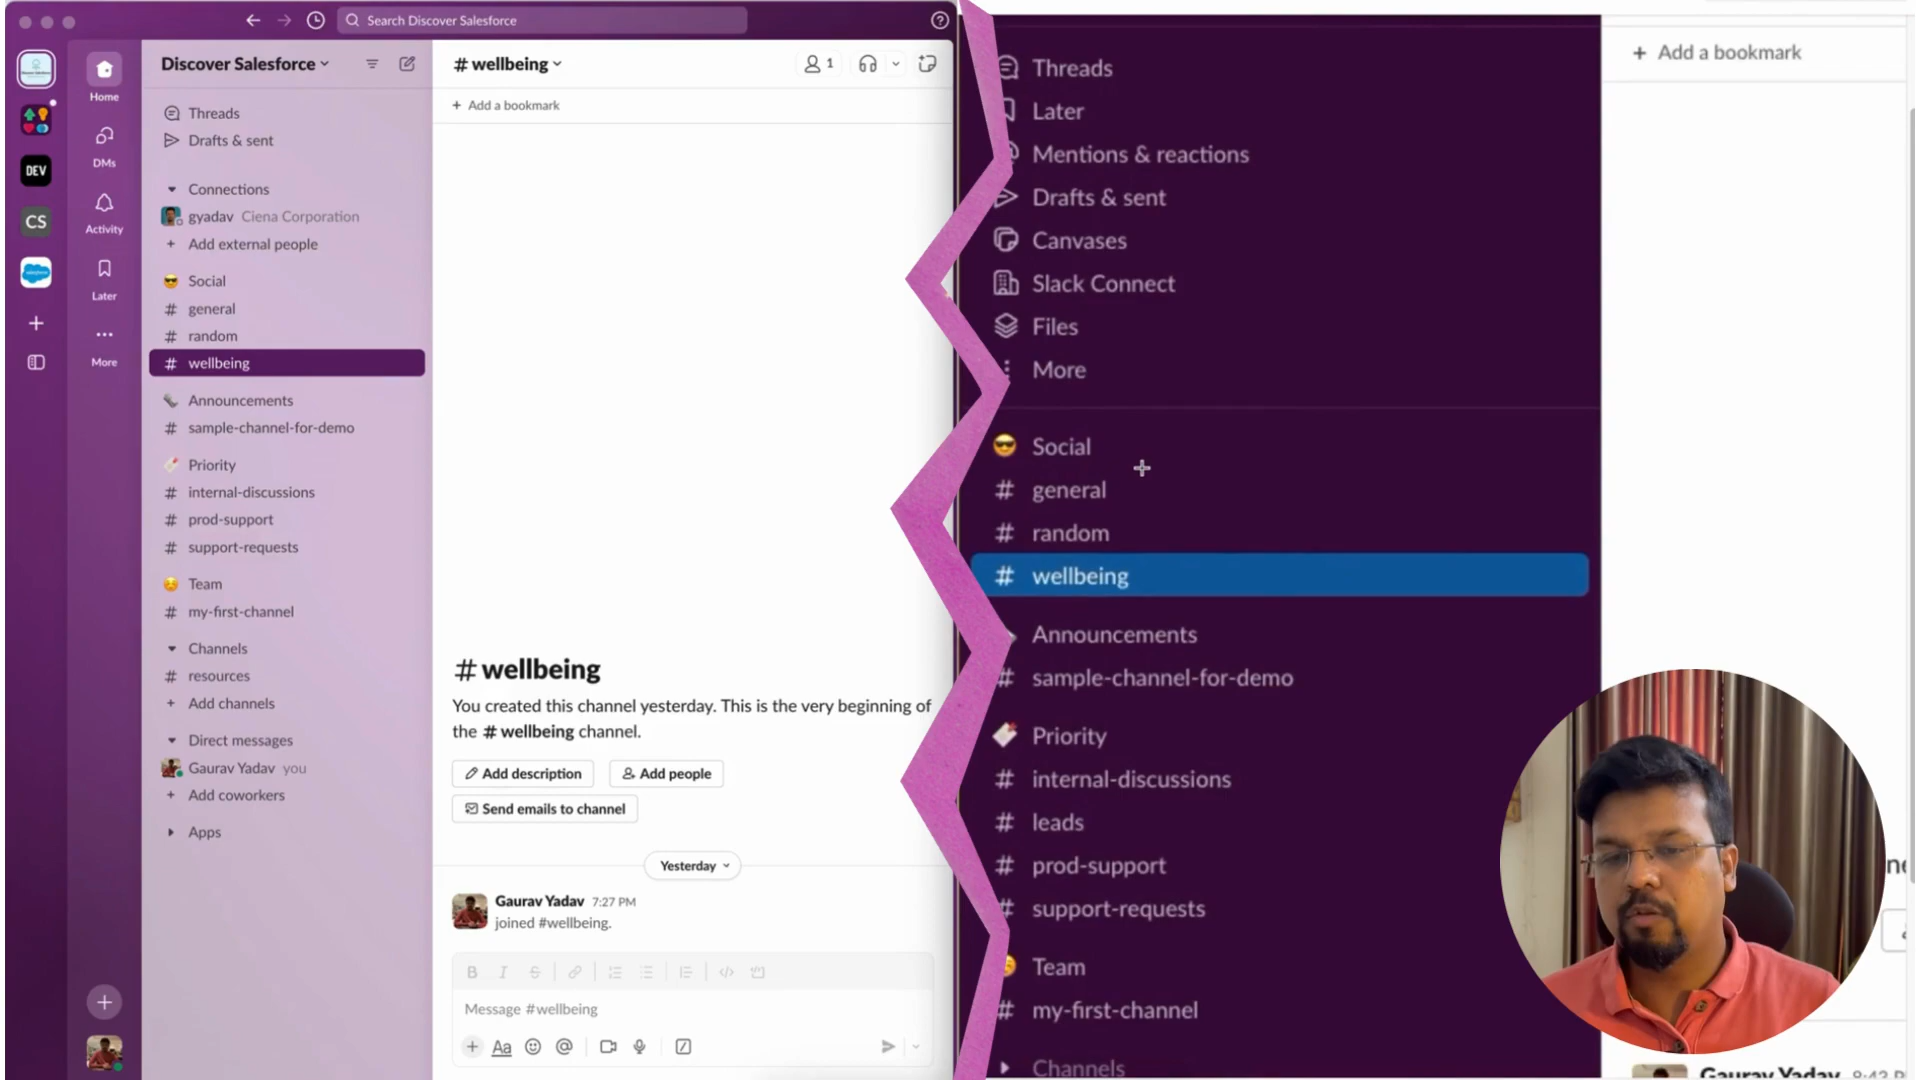 Search Discover Salesforce
DEV
CS
salesforce
Home
DMs
Activity
Later
More
Discover Salesforce
Threads
Drafts & sent
Connections
gyadav Ciena Corporation
+ Add external people
Social
# general
# random
# wellbeing
Announcements
# sample-channel-for-demo
Priority
# internal-discussions
# prod-support
# support-requests
Team
# my-first-channel
Channels
# resources
+ Add channels
Direct messages
Gaurav Yadav you
+ Add coworkers
Apps
# wellbeing
1
+ Add a bookmark
# wellbeing
You created this channel yesterday. This is the very beginning of
the # wellbeing channel.
Add description
Add people
Send emails to channel
Yesterday
Gaurav Yadav 7:27 PM
joined #wellbeing.
Message #wellbeing
Threads
Later
Mentions & reactions
Drafts & sent
Canvases
Slack Connect
Files
More
Social
# general
# random
# wellbeing
Announcements
# sample-channel-for-demo
Priority
# internal-discussions
# leads
# prod-support
# support-requests
Team
# my-first-channel
Channels
+ Add a bookmark
Gaurav Yadav